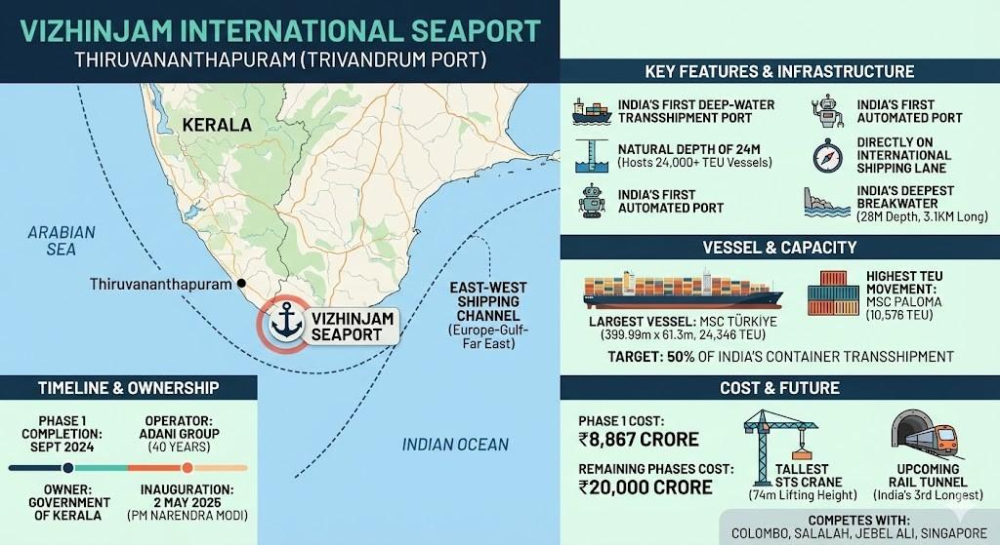 VIZHINJAM INTERNATIONAL SEAPORT
THIRUVANANTHAPURAM (TRIVANDRUM PORT)
KERALA
ARABIAN
SEA
Thiruvananthapuram
VIZHINJAM
SEAPORT
EAST-WEST
SHIPPING
CHANNEL
(Europe-Gulf-
Far East)
INDIAN OCEAN
TIMELINE & OWNERSHIP
PHASE 1
COMPLETION:
SEPT 2024
OPERATOR:
ADANI GROUP
(40 YEARS)
OWNER:
GOVERNMENT
OF KERALA
INAUGURATION:
2 MAY 2025
(PM NARENDRA MODI)
KEY FEATURES & INFRASTRUCTURE
INDIA'S FIRST DEEP-WATER
TRANSSHIPMENT PORT
INDIA'S FIRST
AUTOMATED PORT
NATURAL DEPTH OF 24M
(Hosts 24,000+ TEU Vessels)
DIRECTLY ON
INTERNATIONAL
SHIPPING LANE
INDIA'S FIRST
AUTOMATED PORT
INDIA'S DEEPEST
BREAKWATER
(28M Depth, 3.1KM Long)
VESSEL & CAPACITY
LARGEST VESSEL: MSC TÜRKIYE
(399.99m x 61.3m, 24,346 TEU)
HIGHEST TEU
MOVEMENT:
MSC PALOMA
(10,576 TEU)
TARGET: 50% OF INDIA'S CONTAINER TRANSSHIPMENT
COST & FUTURE
PHASE 1 COST:
₹8,867 CRORE
REMAINING PHASES COST:
₹20,000 CRORE
TALLEST
STS CRANE
(74m Lifting Height)
UPCOMING
RAIL TUNNEL
(India's 3rd Longest)
COMPETES WITH:
COLOMBO, SALALAH, JEBEL ALI, SINGAPORE